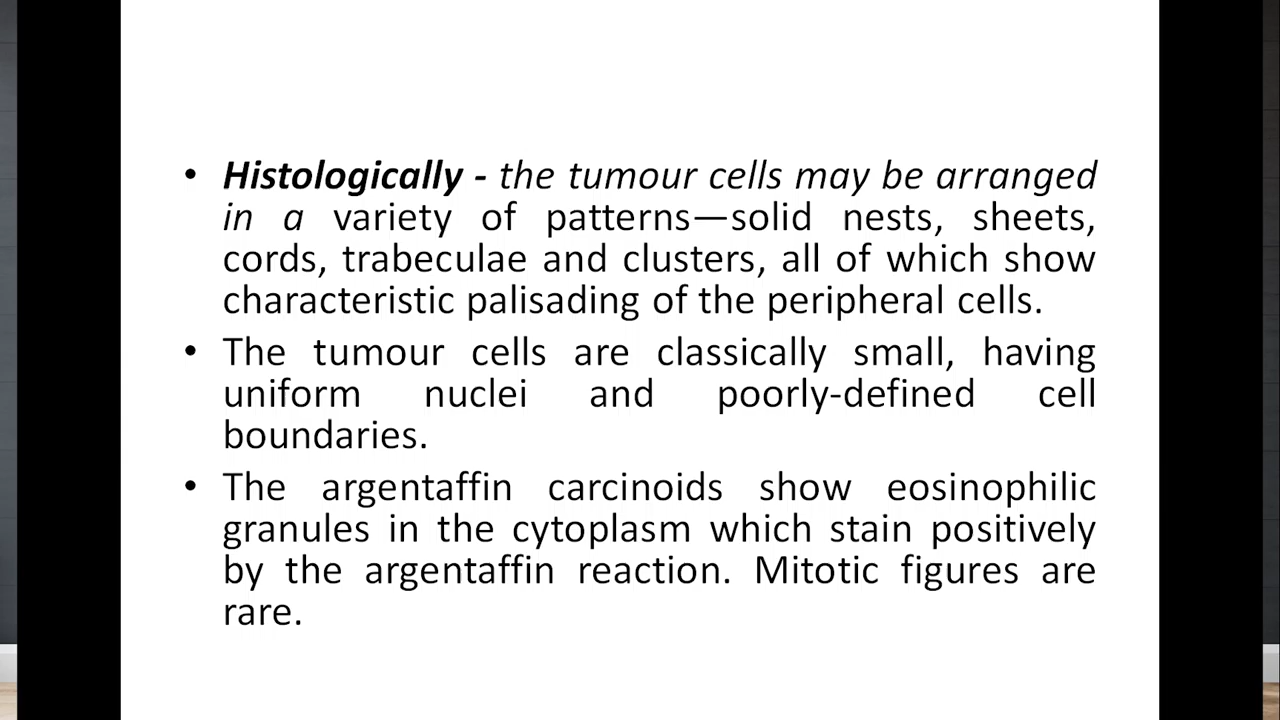 • Histologically - the tumour cells may be arranged
in a variety of patterns—solid nests, sheets,
cords, trabeculae and clusters, all of which show
characteristic palisading of the peripheral cells.
• The tumour cells are classically small, having
uniform nuclei and poorly-defined cell
boundaries.
• The argentaffin carcinoids show eosinophilic
granules in the cytoplasm which stain positively
by the argentaffin reaction. Mitotic figures are
rare.